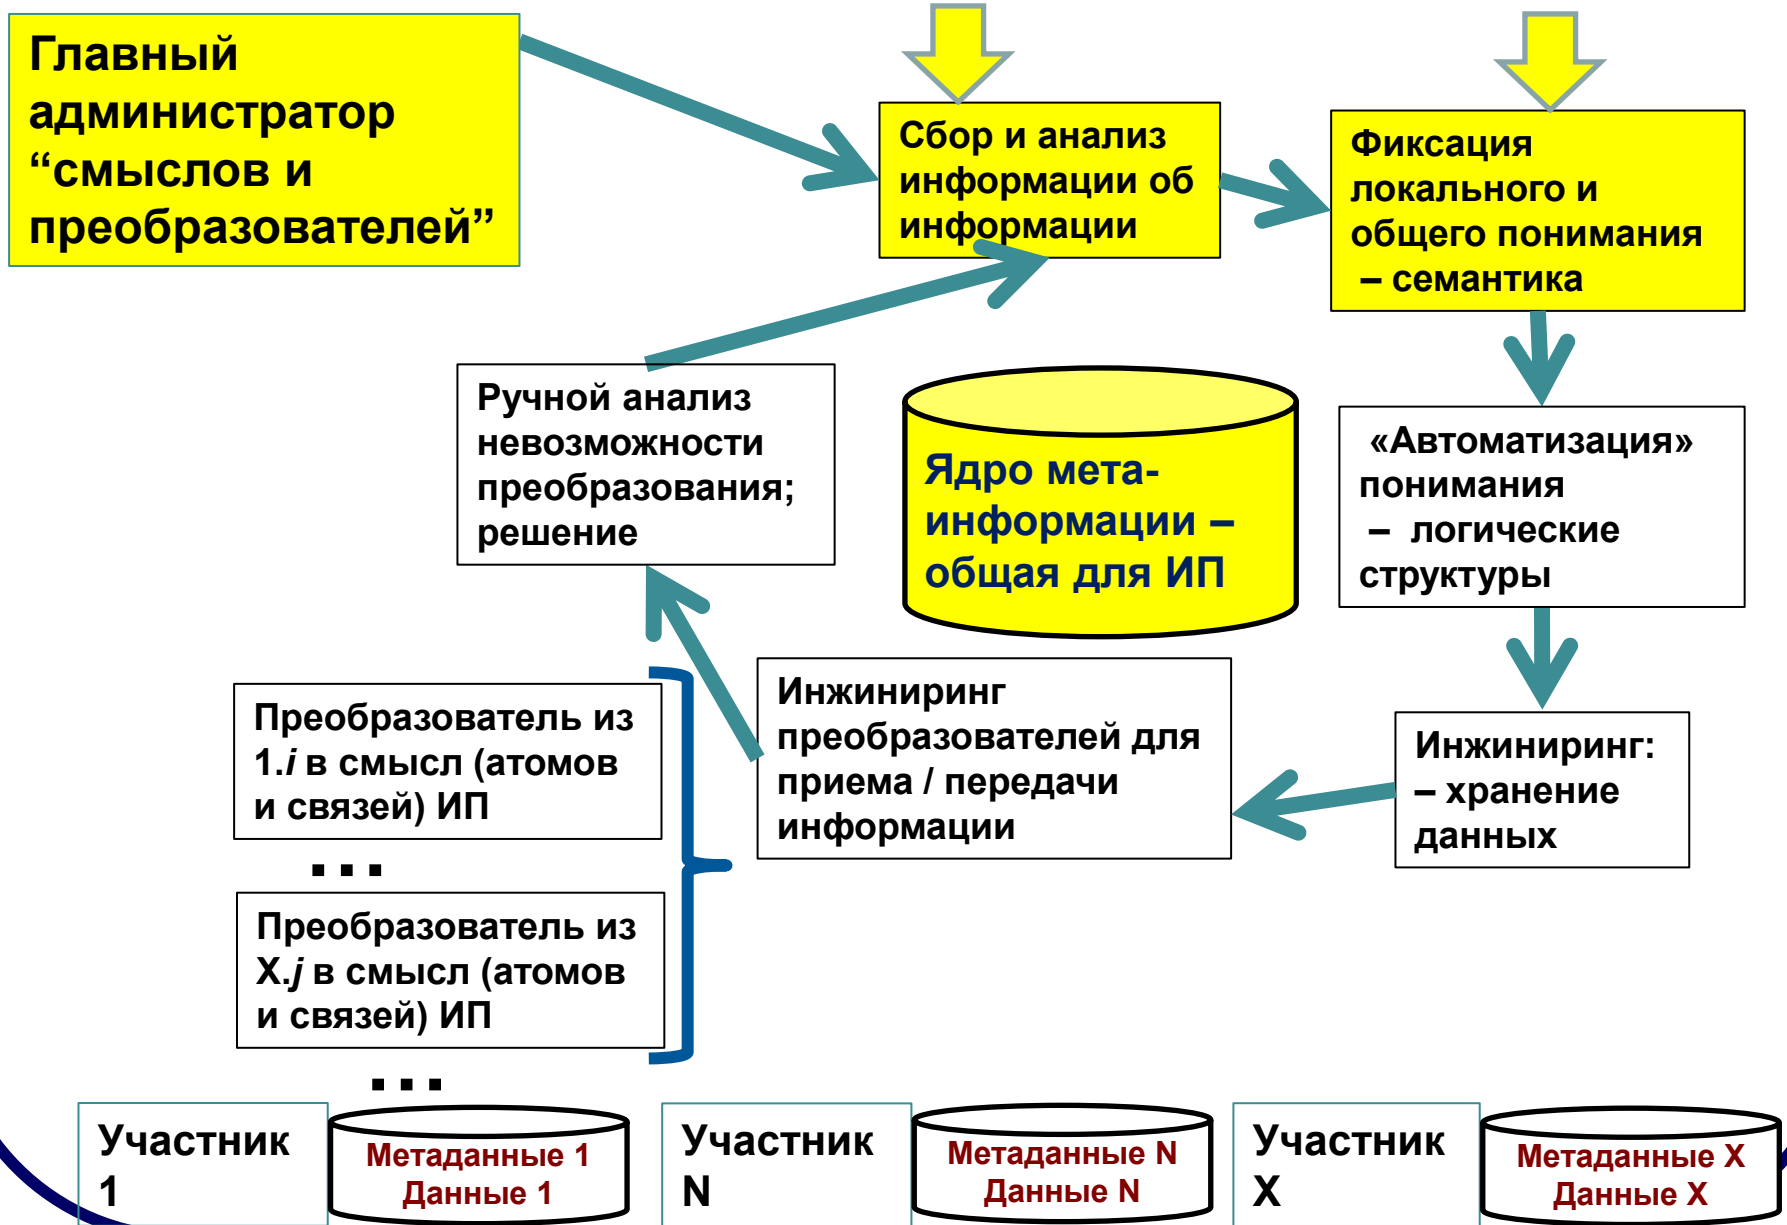 Главный
администратор
“смыслов и
преобразователей”
Сбор и анализ
информации об
информации
Фиксация
локального и
общего понимания
– семантика
Ручной анализ
невозможности
преобразования;
решение
Ядро мета-
информации –
общая для ИП
«Автоматизация»
понимания
– логические
структуры
Преобразователь из
1.i в смысл (атомов
и связей) ИП
...
Преобразователь из
X.j в смысл (атомов
и связей) ИП
...
Инжиниринг
преобразователей для
приема / передачи
информации
Инжиниринг:
– хранение
данных
Участник
1
Метаданные 1
Данные 1
Участник
N
Метаданные N
Данные N
Участник
X
Метаданные X
Данные X